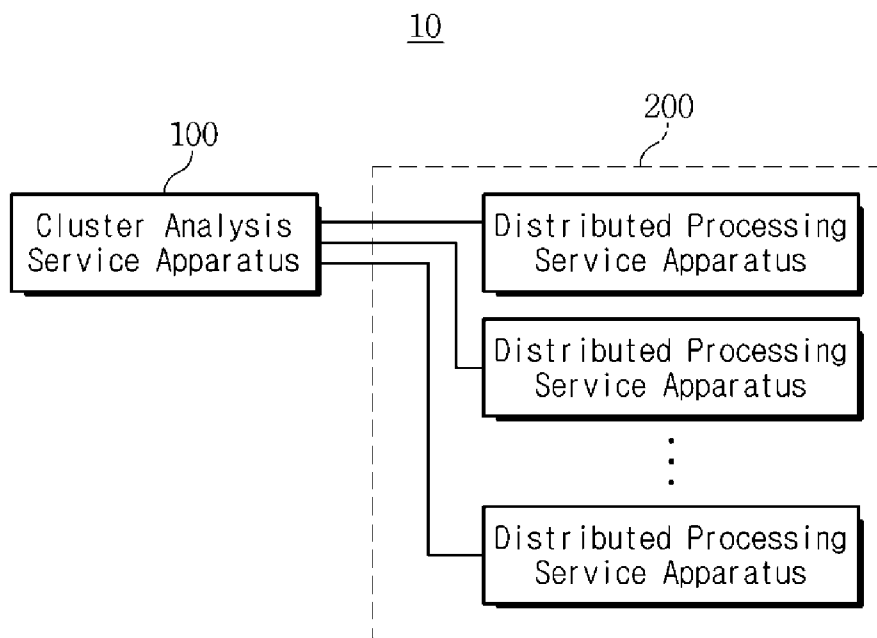 10
100
200
Cluster Analysis
Service Apparatus
Distributed Processing
Service Apparatus
Distributed Processing
Service Apparatus
Distributed Processing
Service Apparatus